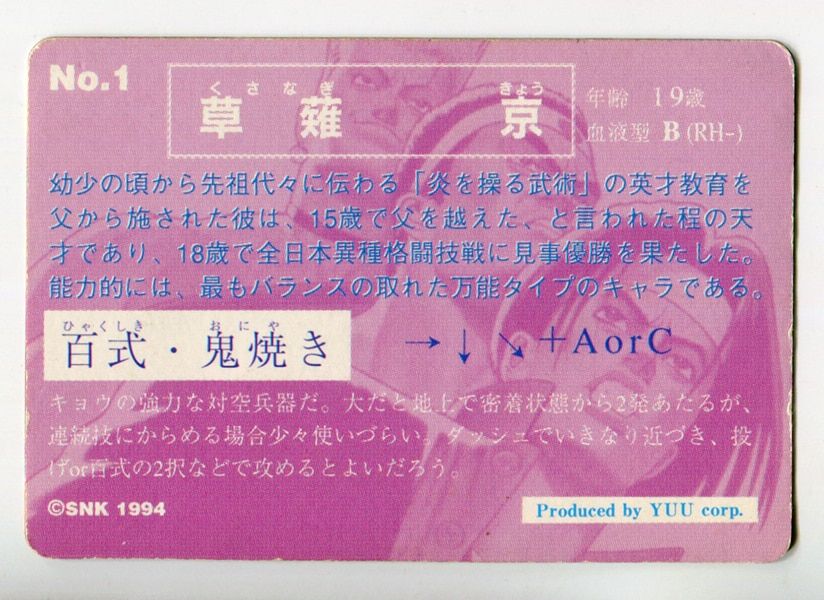 No.1
くさなぎ きょう
草薙 京
年齢 19歳
血液型 B(RH-)
幼少の頃から先祖代々に伝わる「炎を操る武術」の英才教育を
父から施された彼は、15歳で父を越えた、と言われた程の天
才であり、18歳で全日本異種格闘技戦に見事優勝を果たした。
能力的には、最もバランスの取れた万能タイプのキャラである。
ひゃくしき おにや
百式・鬼焼き →↓↘+AorC
キョウの強力な対空兵器だ。大だと地上で密着状態から2発あたるが、
連続技にからめる場合少々使いづらい。ダッシュでいきなり近づき、投
げor百式の2択などで攻めるとよいだろう。
©SNK 1994
Produced by YUU corp.